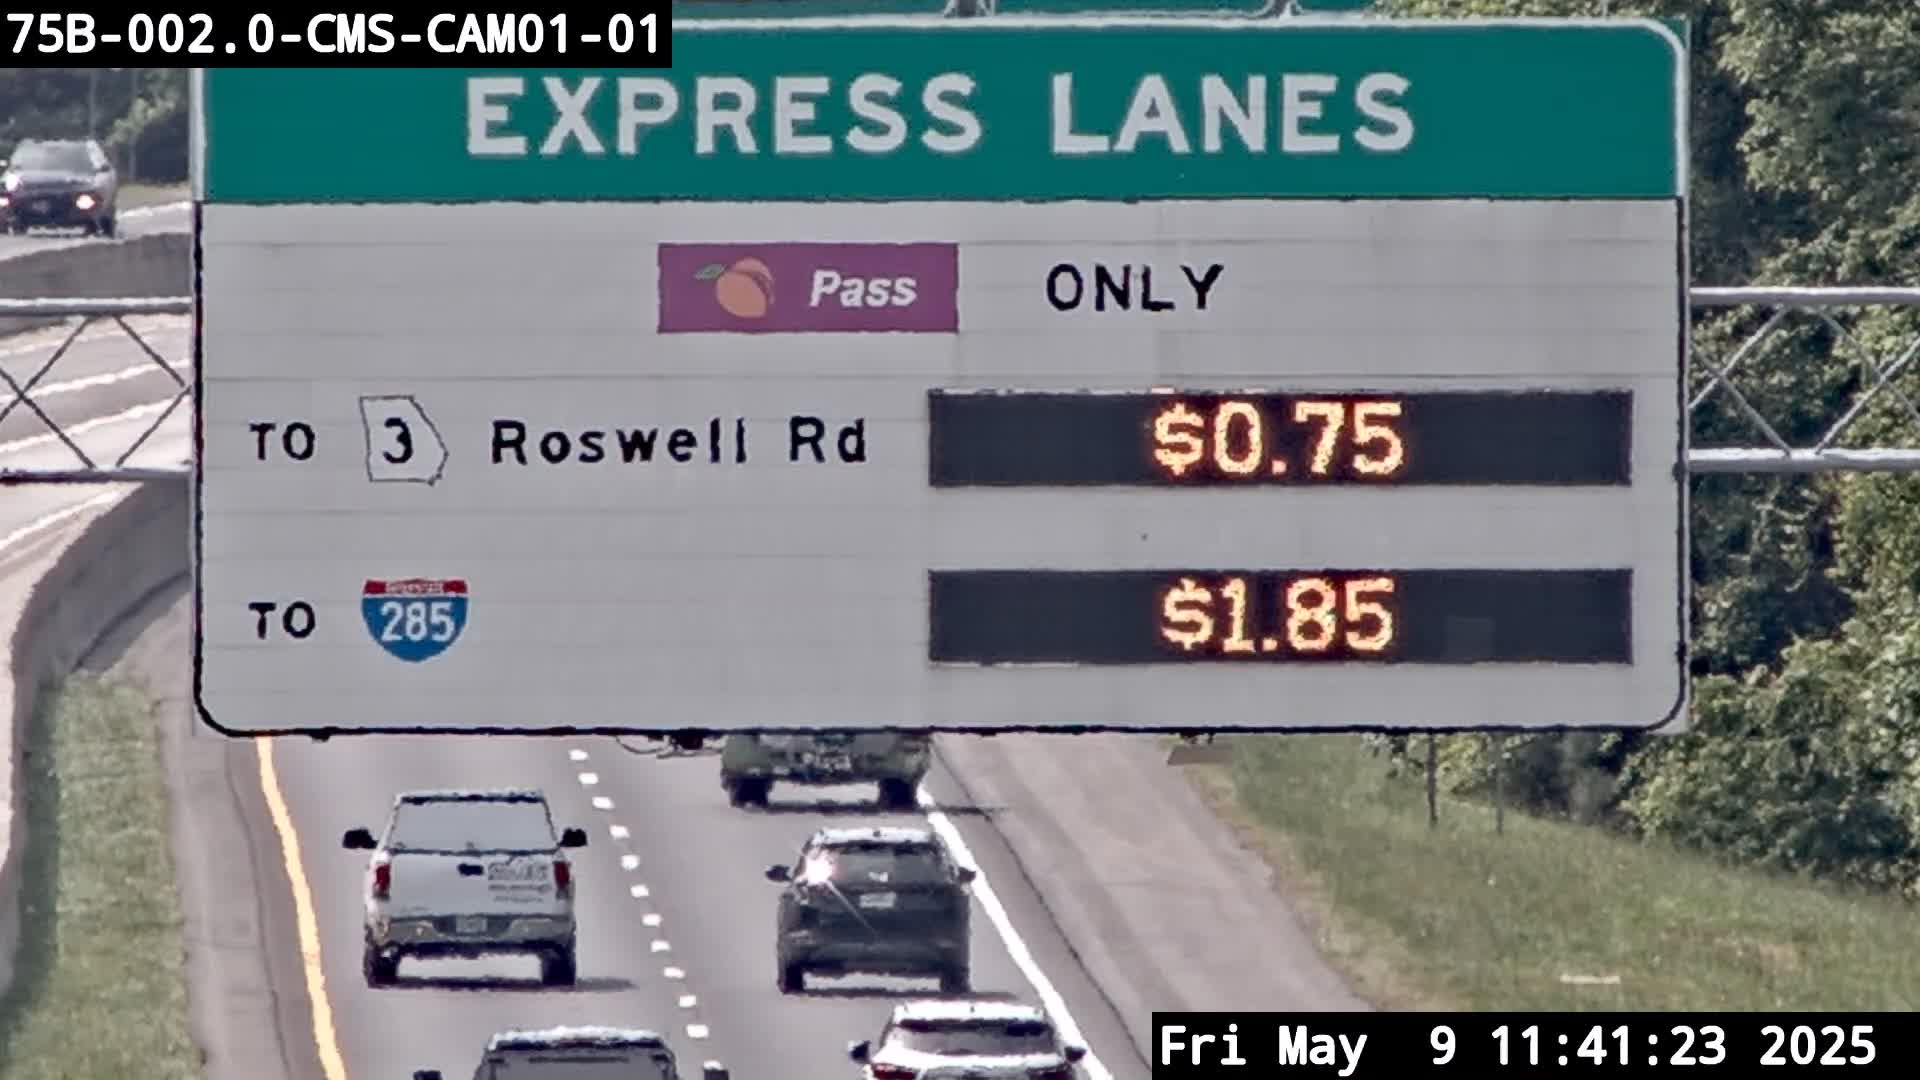 75B-002.0-CMS-CAM01-01
EXPRESS LANES
Pass ONLY
TO 3 Roswell Rd $0.75
INTERSTATE
TO 285 $1.85
Fri May 9 11:41:23 2025